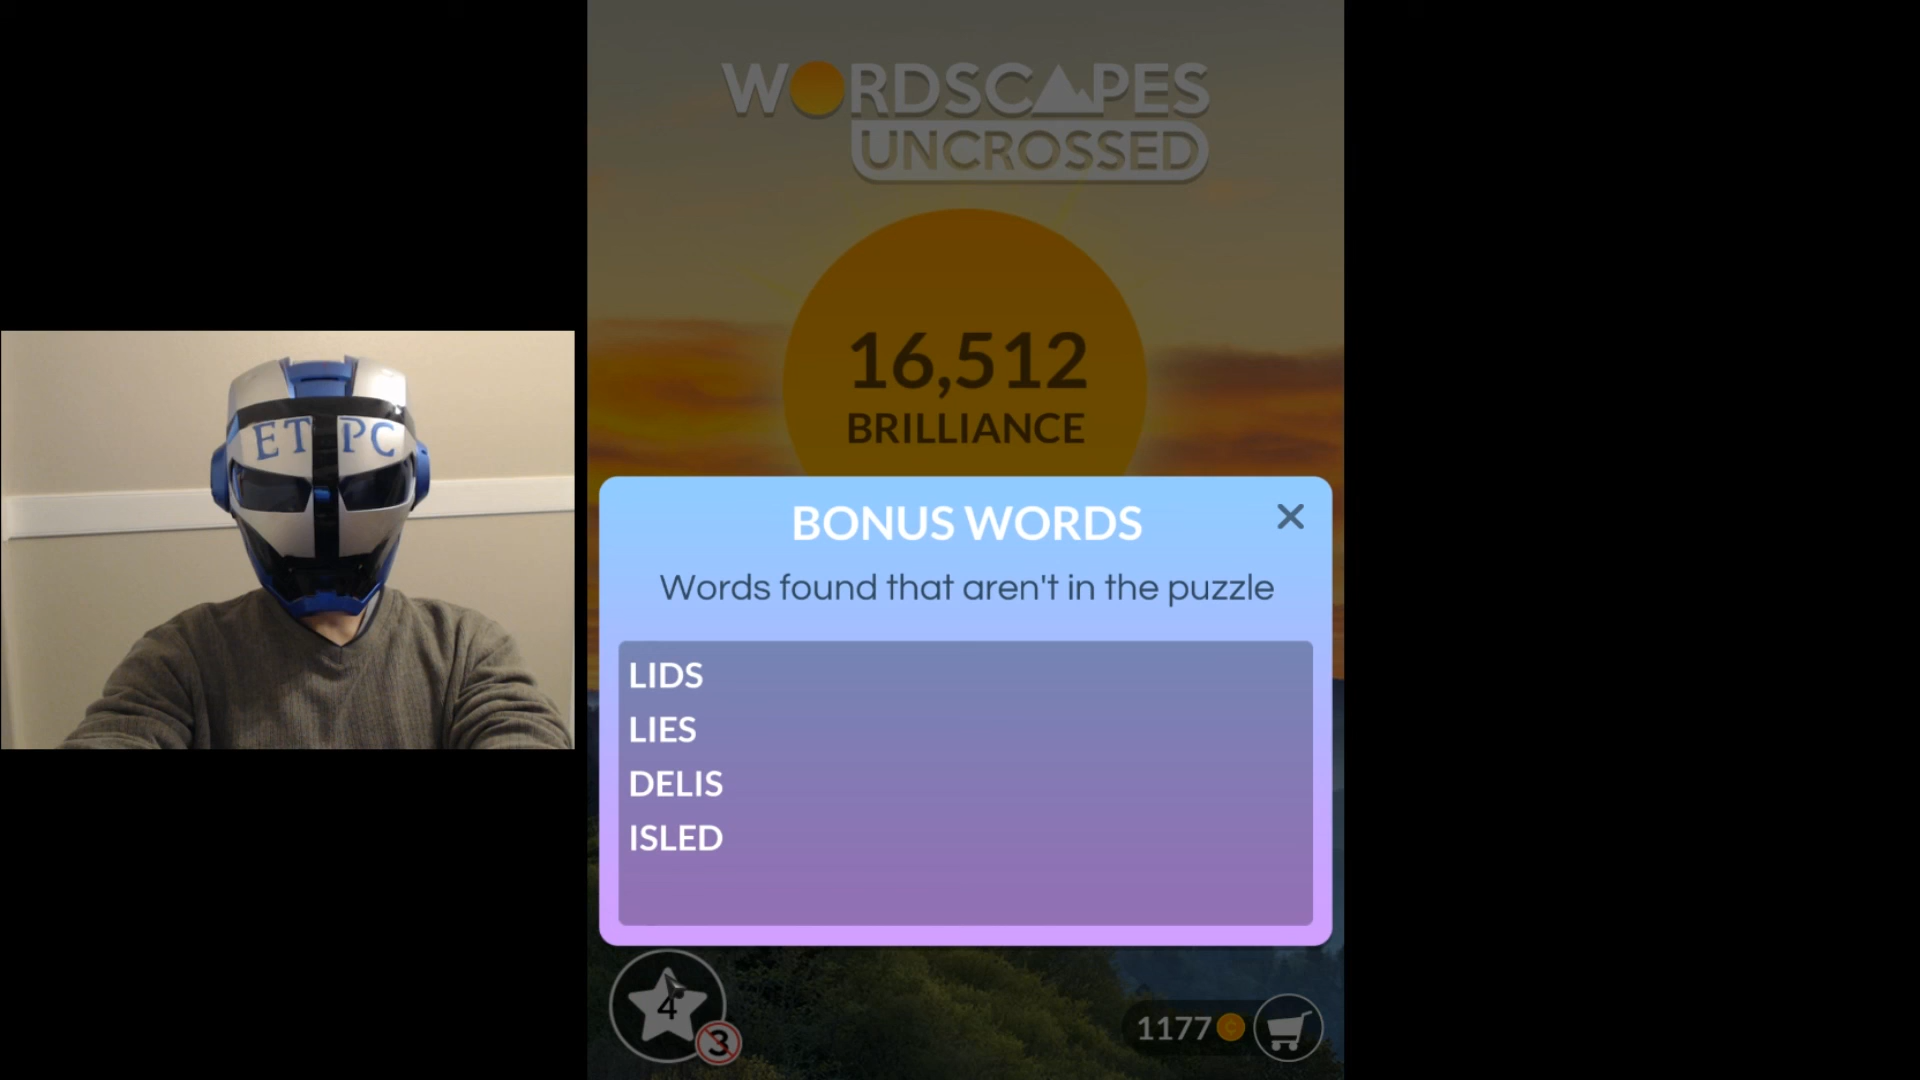 WORDSCAPES
UNCROSSED
16,512
BRILLIANCE
ET PC
BONUS WORDS
Words found that aren't in the puzzle
LIDS
LIES
DELIS
ISLED
4
3
1177